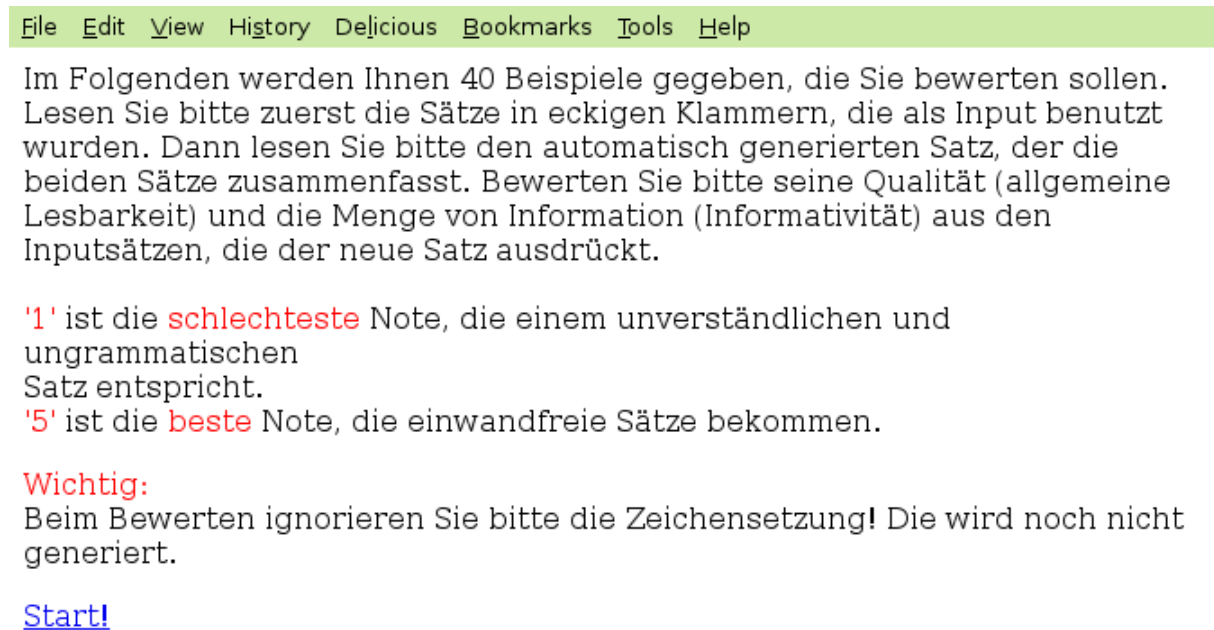 File Edit View History Delicious Bookmarks Tools Help
Im Folgenden werden Ihnen 40 Beispiele gegeben, die Sie bewerten sollen.
Lesen Sie bitte zuerst die Sätze in eckigen Klammern, die als Input benutzt
wurden. Dann lesen Sie bitte den automatisch generierten Satz, der die
beiden Sätze zusammenfasst. Bewerten Sie bitte seine Qualität (allgemeine
Lesbarkeit) und die Menge von Information (Informativität) aus den
Inputsätzen, die der neue Satz ausdrückt.
'1' ist die schlechteste Note, die einem unverständlichen und
ungrammatischen
Satz entspricht.
'5' ist die beste Note, die einwandfreie Sätze bekommen.
Wichtig:
Beim Bewerten ignorieren Sie bitte die Zeichensetzung! Die wird noch nicht
generiert.
Start!